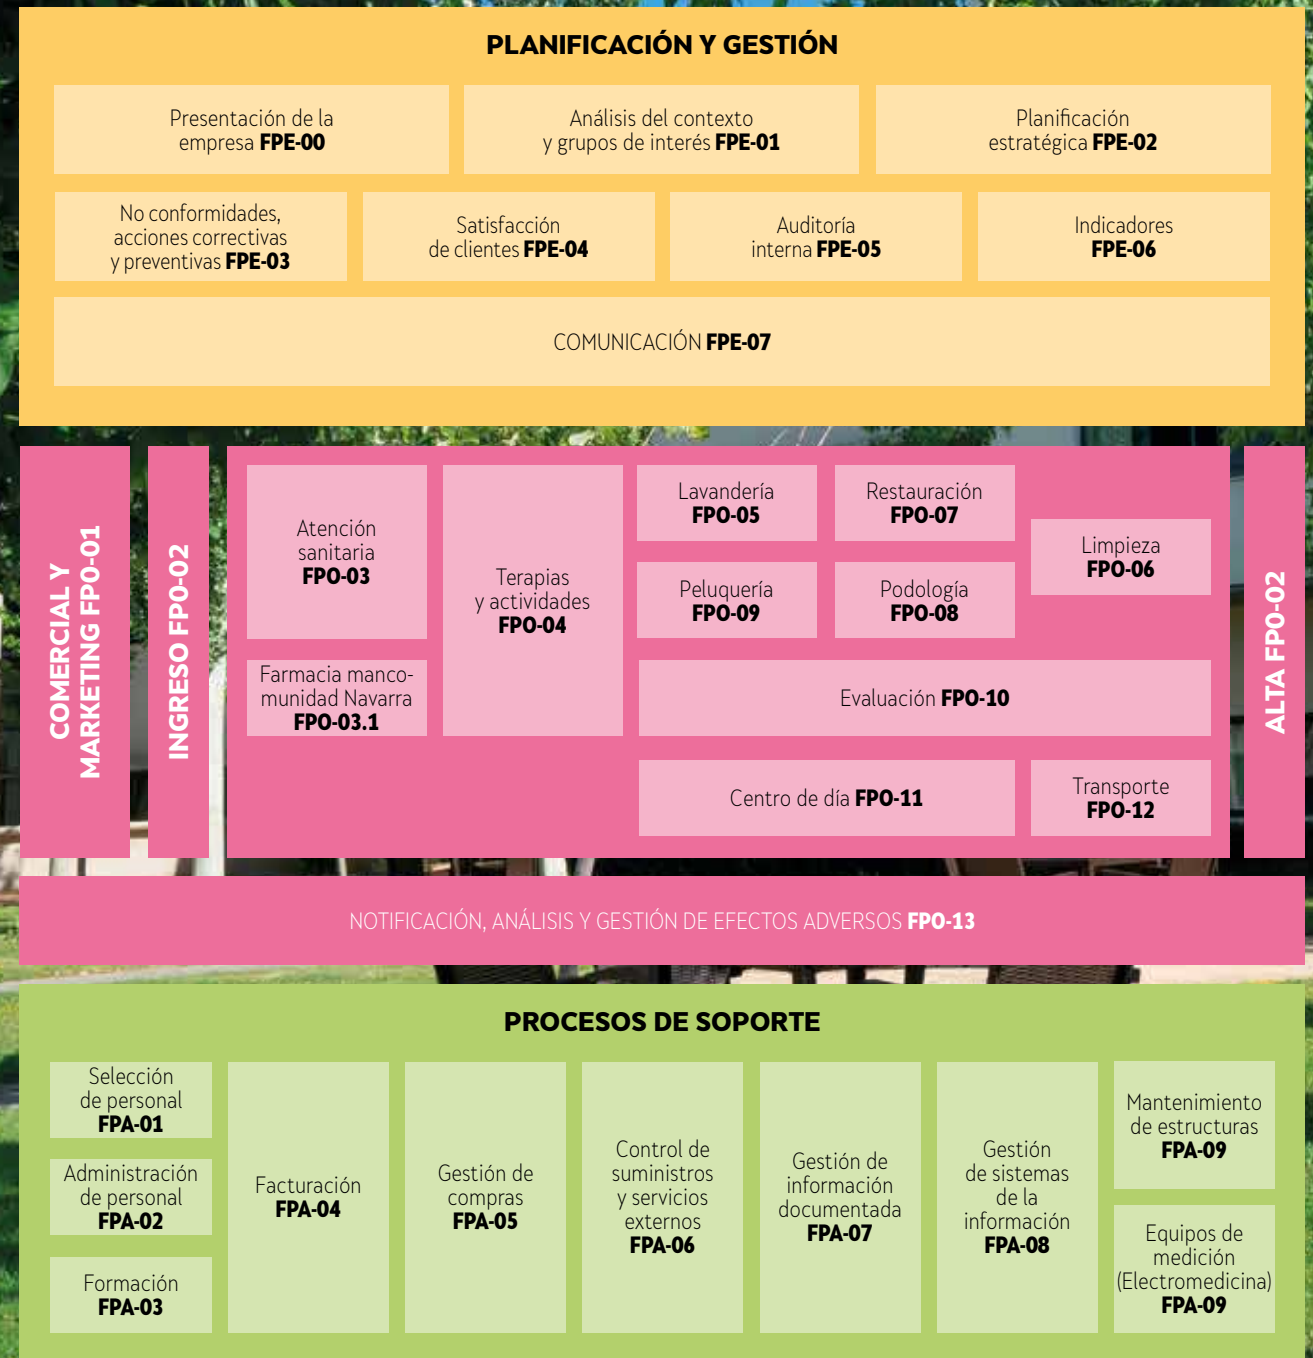 PLANIFICACIÓN Y GESTIÓN
Presentación de la
empresa FPE-00
Análisis del contexto
y grupos de interés FPE-01
Planificación
estratégica FPE-02
No conformidades,
acciones correctivas
y preventivas FPE-03
Satisfacción
de clientes FPE-04
Auditoría
interna FPE-05
Indicadores
FPE-06
COMUNICACIÓN FPE-07
COMERCIAL Y
MARKETING FP0-01
INGRESO FP0-02
Atención
sanitaria
FPO-03
Farmacia manco-
munidad Navarra
FPO-03.1
Terapias
y actividades
FPO-04
Lavandería
FPO-05
Restauración
FPO-07
Limpieza
FPO-06
Peluquería
FPO-09
Podología
FPO-08
Evaluación FPO-10
Centro de día FPO-11
Transporte
FPO-12
ALTA FP0-02
NOTIFICACIÓN, ANÁLISIS Y GESTIÓN DE EFECTOS ADVERSOS FPO-13
PROCESOS DE SOPORTE
Selección
de personal
FPA-01
Administración
de personal
FPA-02
Formación
FPA-03
Facturación
FPA-04
Gestión de
compras
FPA-05
Control de
suministros
y servicios
externos
FPA-06
Gestión de
información
documentada
FPA-07
Gestión
de sistemas
de la
información
FPA-08
Mantenimiento
de estructuras
FPA-09
Equipos de
medición
(Electromedicina)
FPA-09